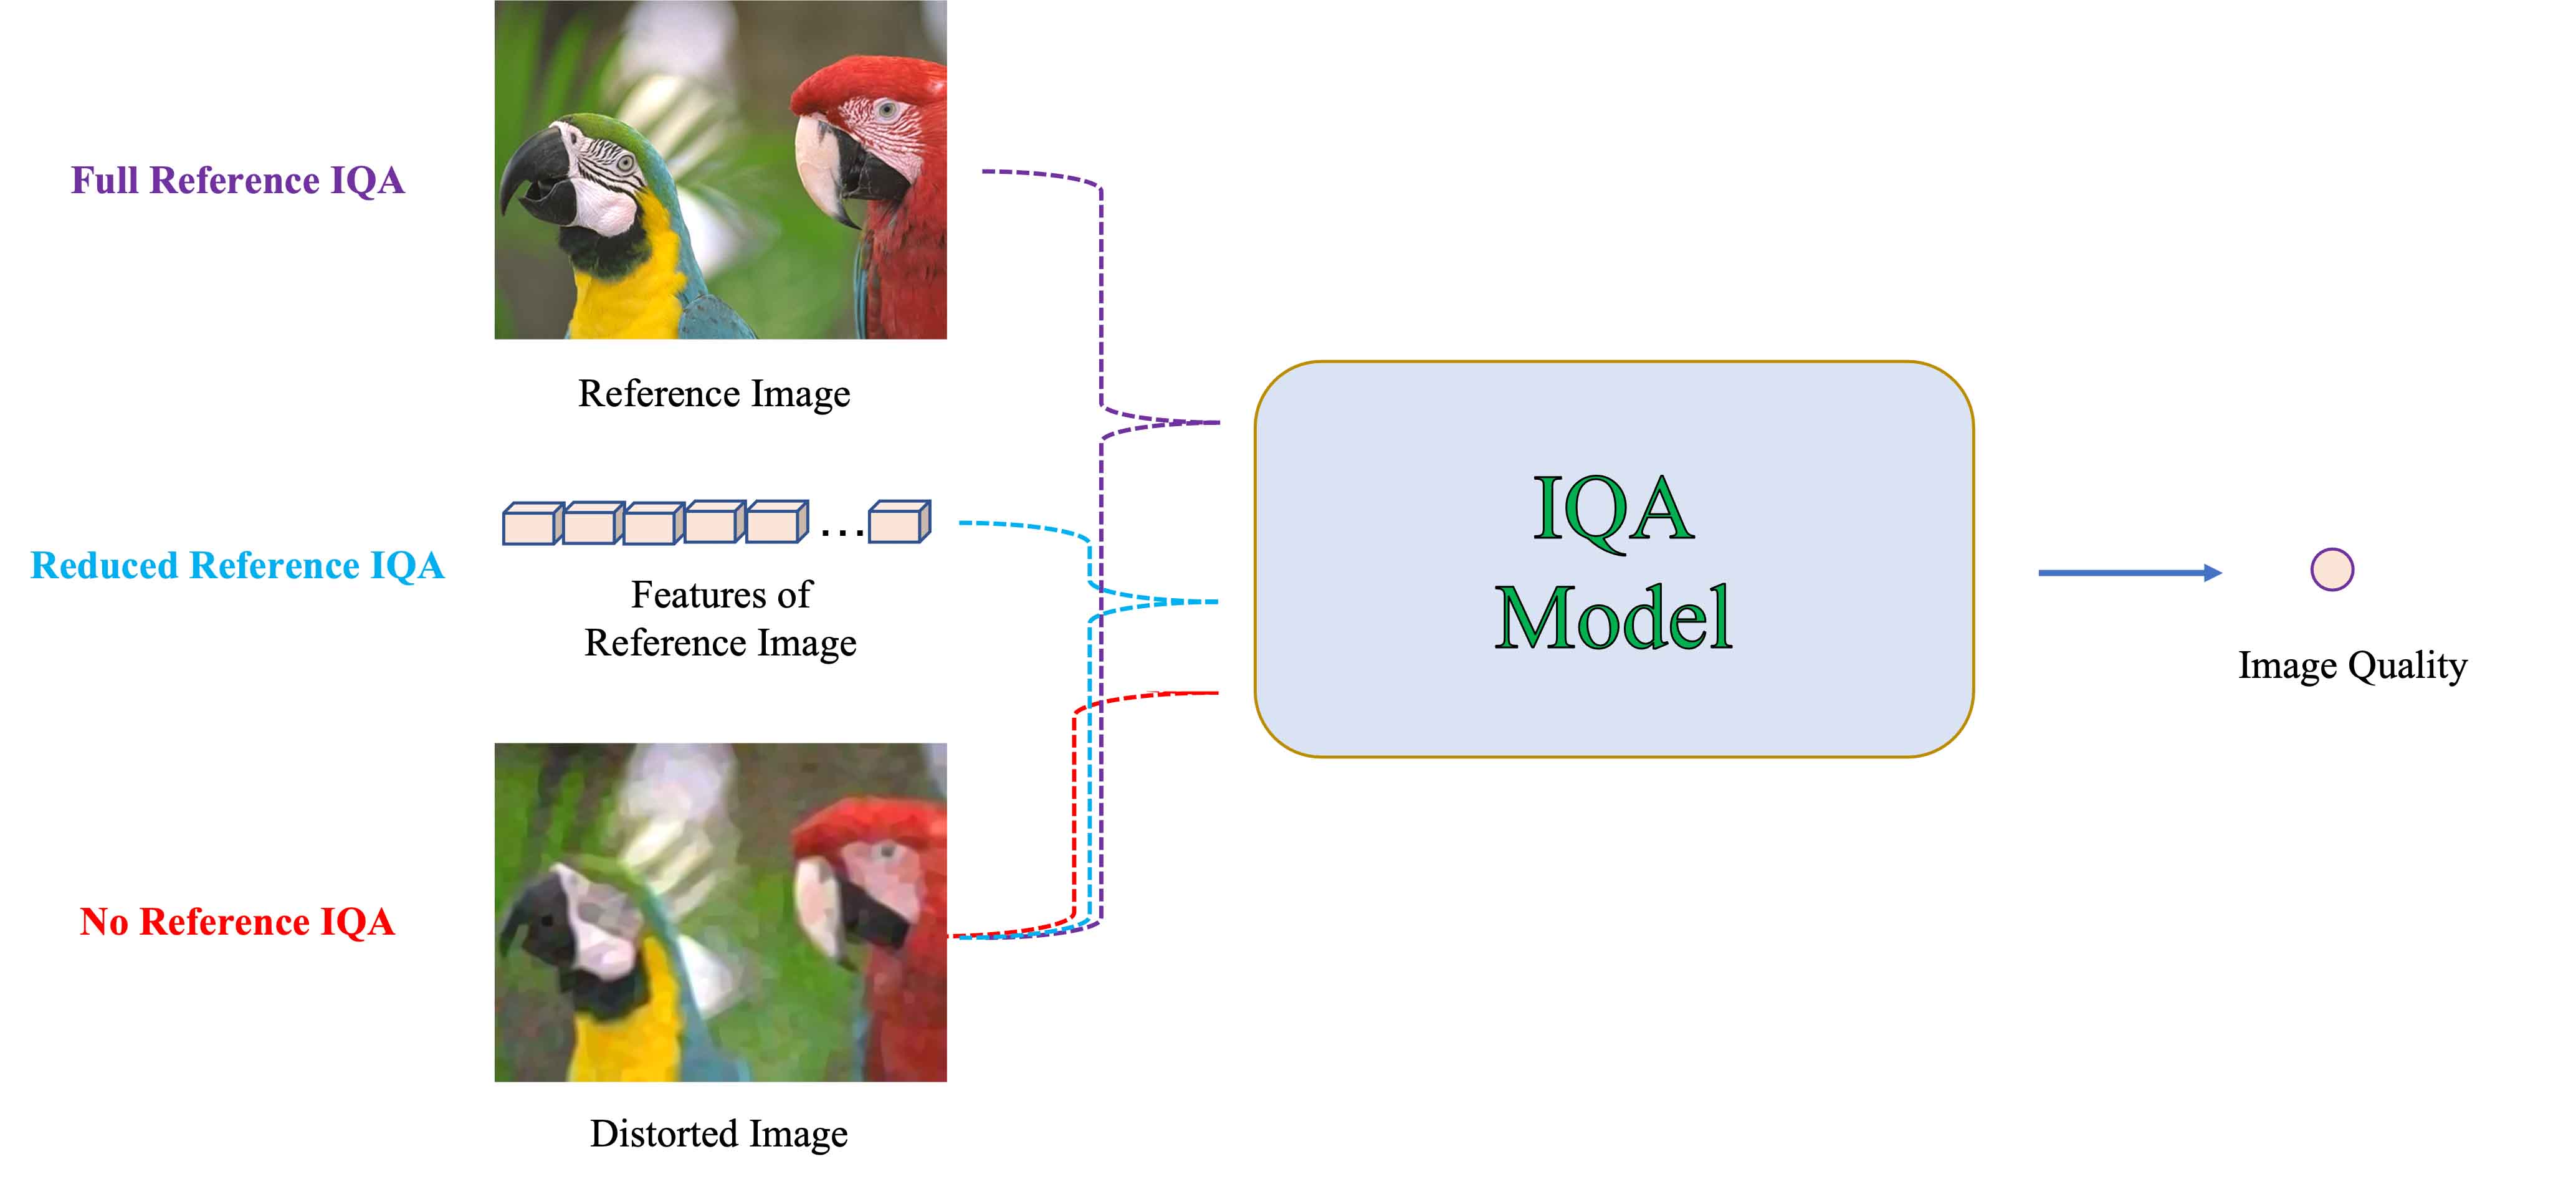 Full Reference IQA
Reference Image
Reduced Reference IQA
Features of
Reference Image
No Reference IQA
Distorted Image
IQA
Model
Image Quality